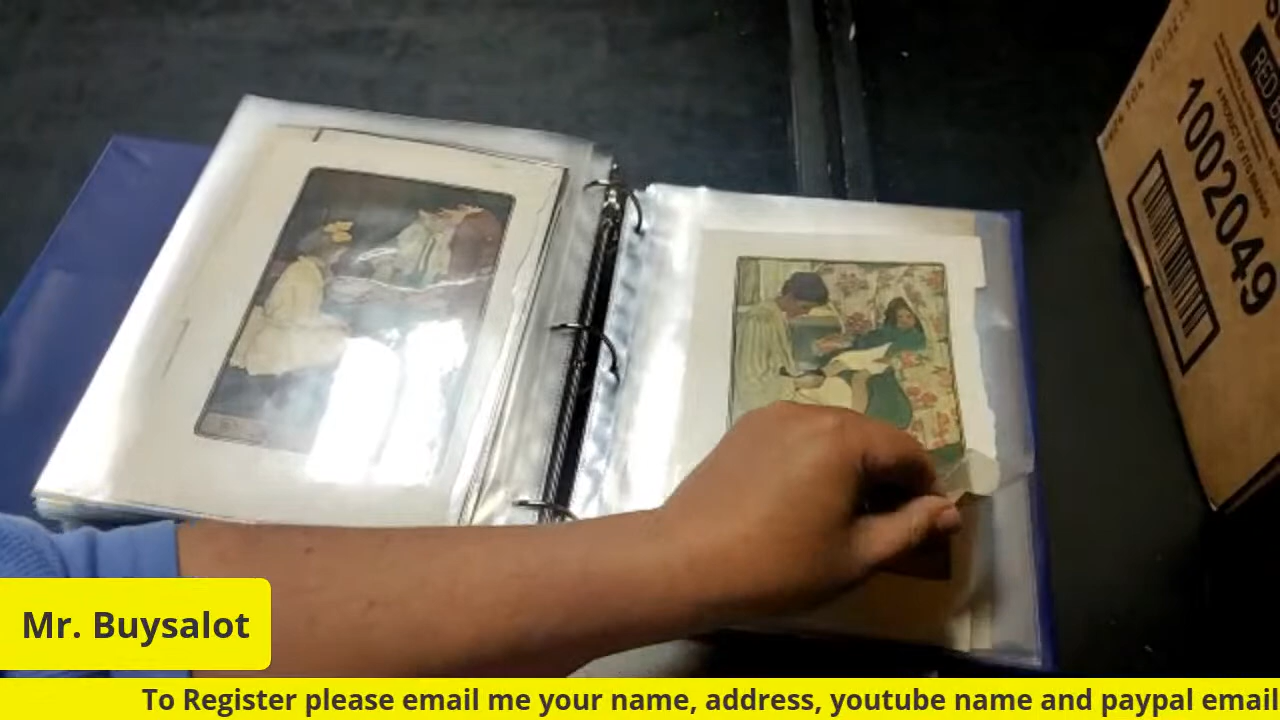 1002049
Mr. Buysalot
To Register please email me your name, address, youtube name and paypal email